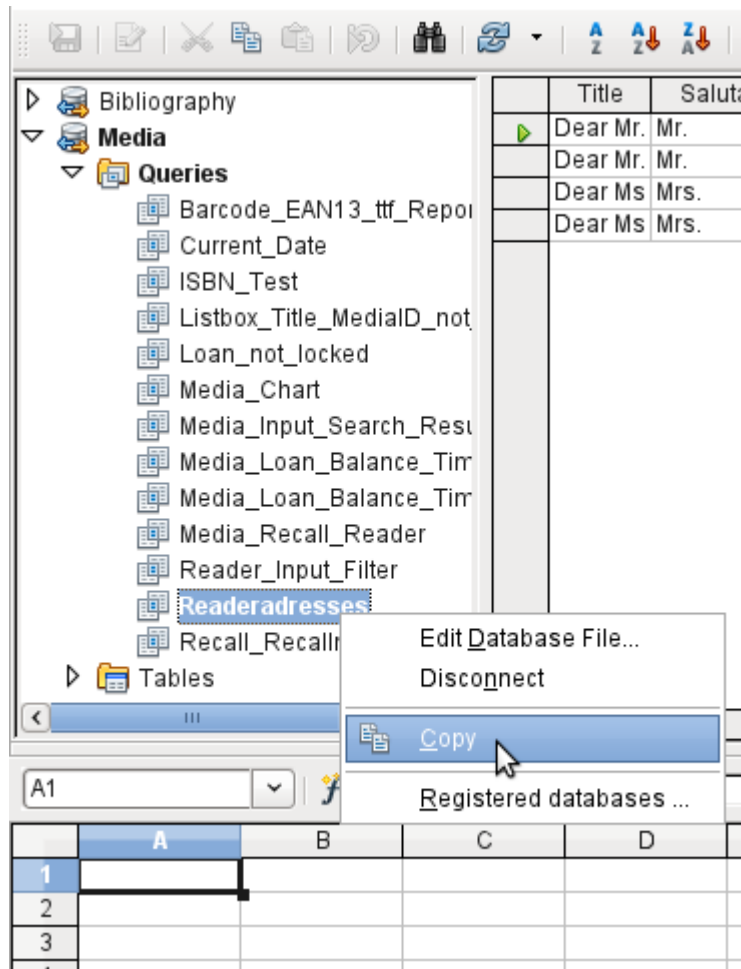 Bibliography
Media
Queries
Barcode_EAN13_ttf_Repor
Current_Date
ISBN_Test
Listbox_Title_MediaID_not_
Loan_not_locked
Media_Chart
Media_Input_Search_Resu
Media_Loan_Balance_Tim
Media_Loan_Balance_Tim
Media_Recall_Reader
Reader_Input_Filter
Readeradresses
Recall_Recall
Tables
Title Saluta
Dear Mr. Mr.
Dear Mr. Mr.
Dear Ms Mrs.
Dear Ms Mrs.
Edit Database File...
Disconnect
Copy
Registered databases ...
A1
A B C D
1
2
3